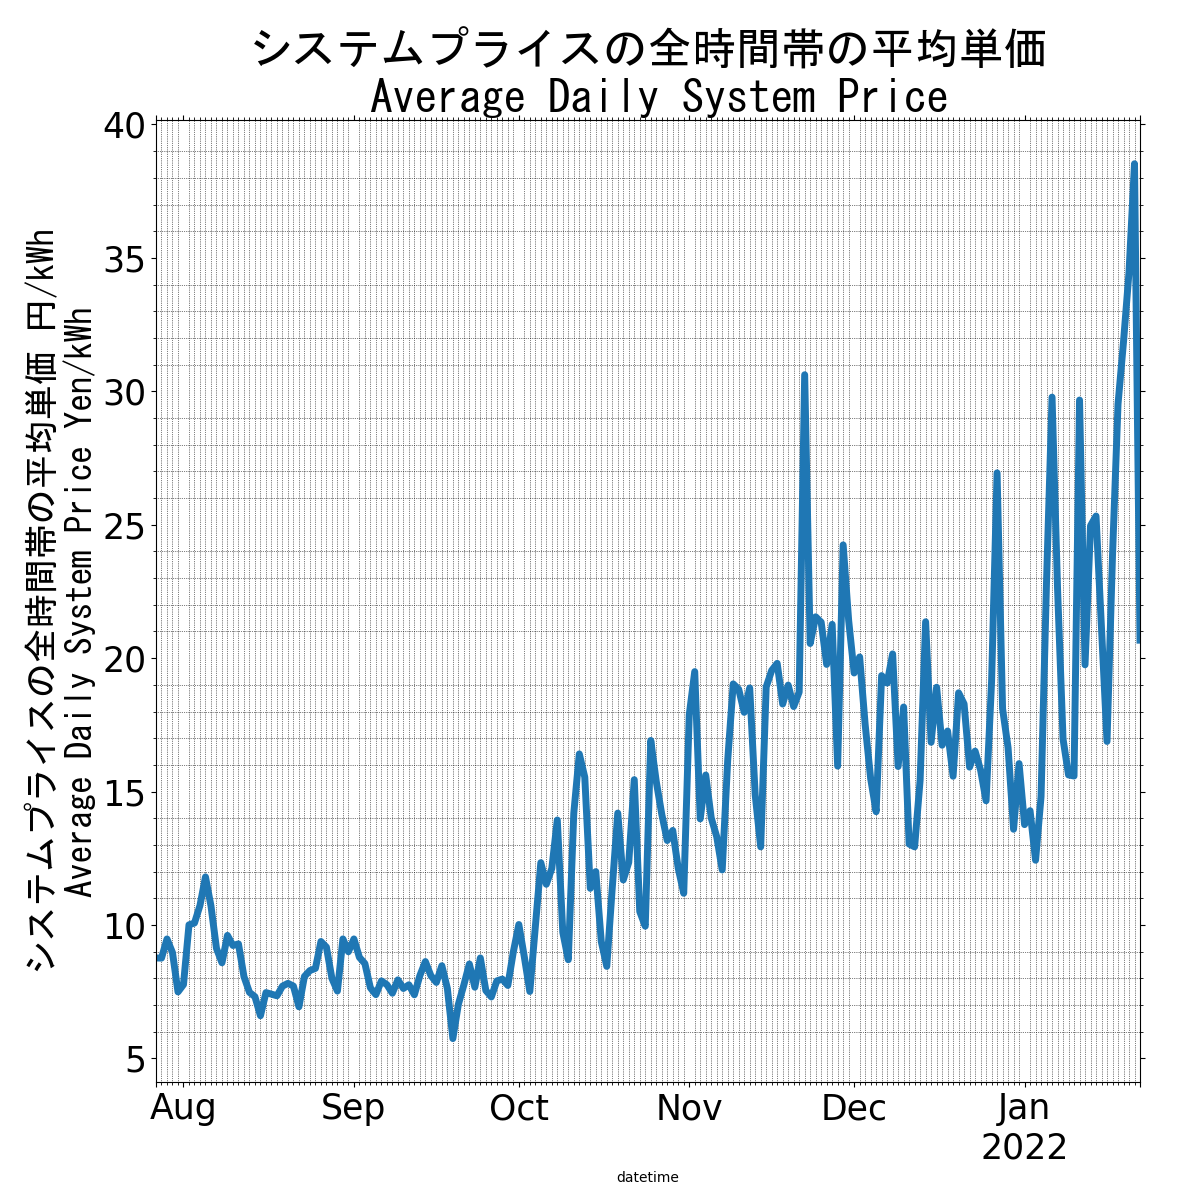 システムプライスの全時間帯の平均単価
Average Daily System Price
システムプライスの全時間帯の平均単価 円/kWh
Average Daily System Price Yen/kWh
40
35
30
25
20
15
10
5
Aug
Sep
Oct
Nov
Dec
Jan
2022
datetime